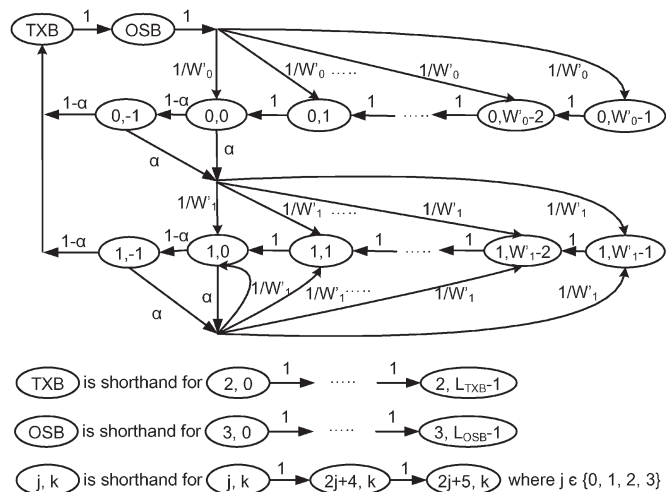 TXB 1 OSB 1
1/W'0 1/W'0 ..... 1/W'0 1/W'0
1-α 0,-1 1-α 0,0 1 0,1 1 ..... 1 0,W'0-2 1 0,W'0-1
α α
1/W'1 1/W'1 ..... 1/W'1 1/W'1
1-α 1,-1 1-α 1,0 1 1,1 1 ..... 1 1,W'1-2 1 1,W'1-1
α α 1/W'1 1/W'1 ..... 1/W'1 1/W'1
TXB is shorthand for 2, 0 1 ..... 1 2, LTXB-1
OSB is shorthand for 3, 0 1 ..... 1 3, LOSB-1
j, k is shorthand for j, k 1 2j+4, k 1 2j+5, k where j ϵ {0, 1, 2, 3}